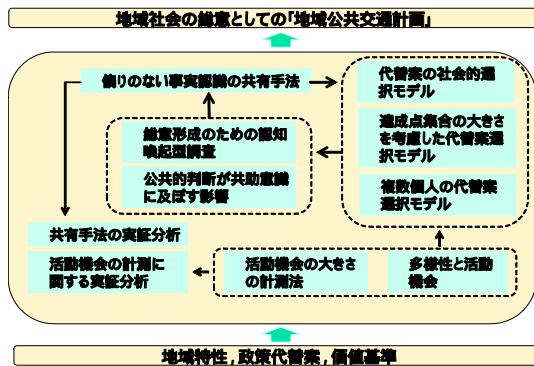 地域社会の総意としての「地域公共交通計画」
偏りのない事実認識の共有手法
代替案の社会的選
択モデル
達成点集合の大きさ
を考慮した代替案選
択モデル
複数個人の代替案
選択モデル
総意形成のための認知
喚起型調査
公共的判断が共助意識
に及ぼす影響
共有手法の実証分析
活動機会の計測に
関する実証分析
活動機会の大きさ
の計測法
多様性と活動
機会
地域特性，政策代替案，価値基準